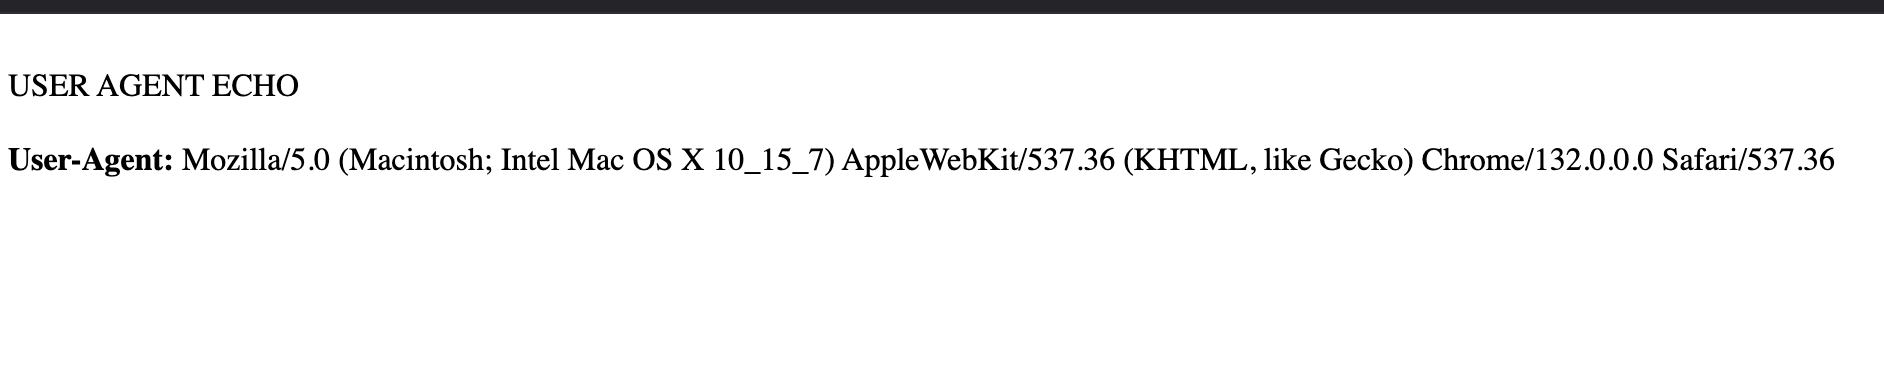 USER AGENT ECHO
User-Agent: Mozilla/5.0 (Macintosh; Intel Mac OS X 10_15_7) AppleWebKit/537.36 (KHTML, like Gecko) Chrome/132.0.0.0 Safari/537.36